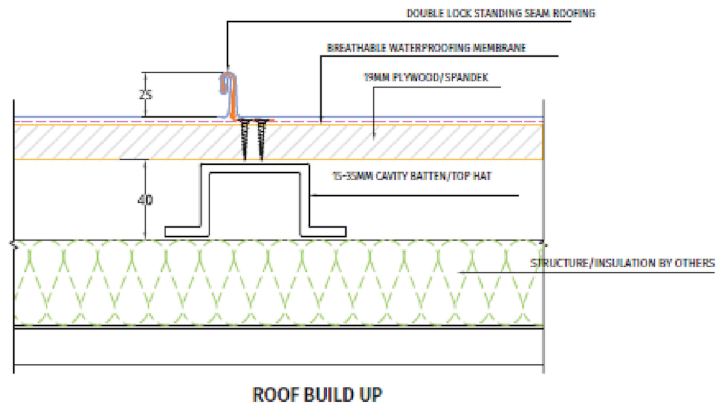 DOUBLE LOCK STANDING SEAM ROOFING
BREATHABLE WATERPROOFING MEMBRANE
19MM PLYWOOD/SPANDEK
25
40
15-35MM CAVITY BATTEN/TOP HAT
STRUCTURE/INSULATION BY OTHERS
ROOF BUILD UP